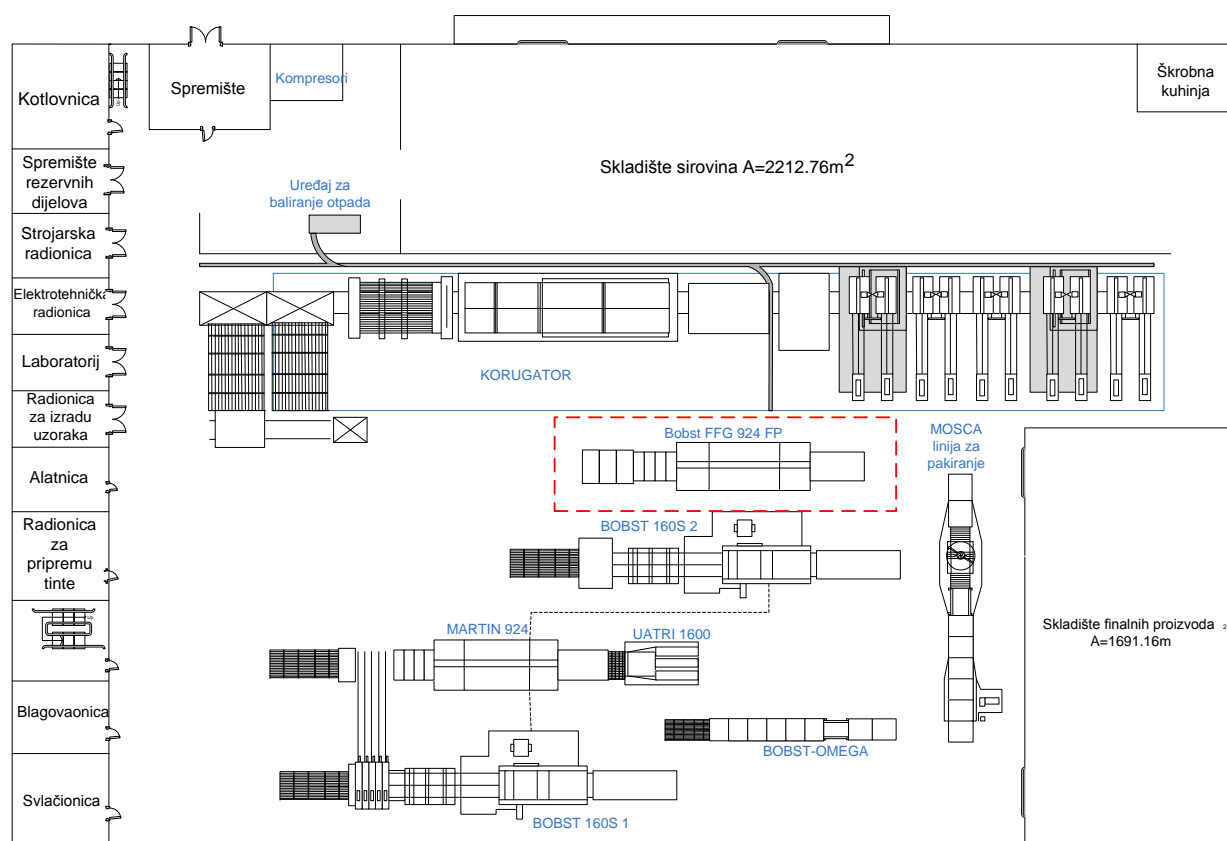 Kotlovnica
Spremište
Kompresori
Škrobna
kuhinja
Skladište sirovina A=2212.76m²
Spremište
rezervnih
dijelova
Uređaj za
baliranje otpada
Strojarska
radionica
Elektrotehnička
radionica
Laboratorij
KORUGATOR
Radionica
za izradu
uzoraka
Bobst FFG 924 FP
MOSCA
linija za
pakiranje
Alatnica
BOBST 160S 2
Radionica
za
pripremu
tinte
MARTIN 924
UATRI 1600
Skladište finalnih proizvoda 2
A=1691.16m
Blagovaonica
BOBST-OMEGA
Svlačionica
BOBST 160S 1